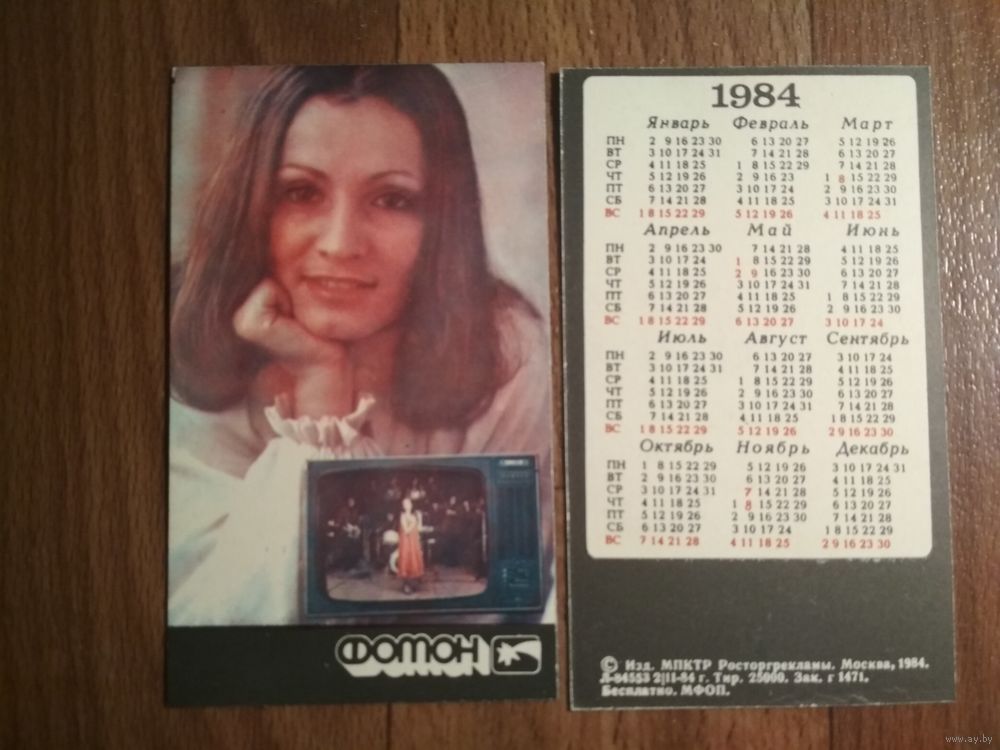 ФОТОН
1984
Январь Февраль Март
ПН 2 9 16 23 30 6 13 20 27 5 12 19 26
ВТ 3 10 17 24 31 7 14 21 28 6 13 20 27
СР 4 11 18 25 1 8 15 22 29 7 14 21 28
ЧТ 5 12 19 26 2 9 16 23 1 8 15 22 29
ПТ 6 13 20 27 3 10 17 24 2 9 16 23 30
СБ 7 14 21 28 4 11 18 25 3 10 17 24 31
ВС 1 8 15 22 29 5 12 19 26 4 11 18 25
Апрель Май Июнь
ПН 2 9 16 23 30 7 14 21 28 4 11 18 25
ВТ 3 10 17 24 1 8 15 22 29 5 12 19 26
СР 4 11 18 25 2 9 16 23 30 6 13 20 27
ЧТ 5 12 19 26 3 10 17 24 31 7 14 21 28
ПТ 6 13 20 27 4 11 18 25 1 8 15 22 29
СБ 7 14 21 28 5 12 19 26 2 9 16 23 30
ВС 1 8 15 22 29 6 13 20 27 3 10 17 24
Июль Август Сентябрь
ПН 2 9 16 23 30 6 13 20 27 3 10 17 24
ВТ 3 10 17 24 31 7 14 21 28 4 11 18 25
СР 4 11 18 25 1 8 15 22 29 5 12 19 26
ЧТ 5 12 19 26 2 9 16 23 30 6 13 20 27
ПТ 6 13 20 27 3 10 17 24 31 7 14 21 28
СБ 7 14 21 28 4 11 18 25 1 8 15 22 29
ВС 1 8 15 22 29 5 12 19 26 2 9 16 23 30
Октябрь Ноябрь Декабрь
ПН 1 8 15 22 29 5 12 19 26 3 10 17 24 31
ВТ 2 9 16 23 30 6 13 20 27 4 11 18 25
СР 3 10 17 24 31 7 14 21 28 5 12 19 26
ЧТ 4 11 18 25 1 8 15 22 29 6 13 20 27
ПТ 5 12 19 26 2 9 16 23 30 7 14 21 28
СБ 6 13 20 27 3 10 17 24 1 8 15 22 29
ВС 7 14 21 28 4 11 18 25 2 9 16 23 30
© Изд. МПКТР Росторгрекламы. Москва, 1984.
Л-84553 2|11-84 г. Тир. 25000. Зак. г 1471.
Бесплатно. МФОП.
www.ay.by